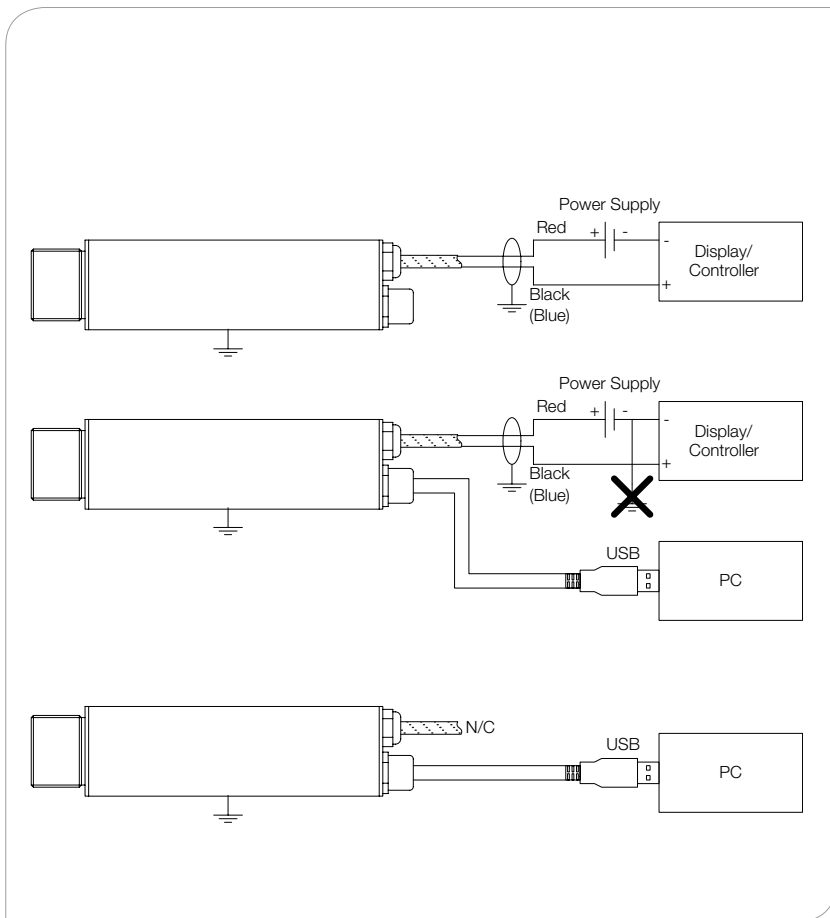 Power Supply
Red
+
-
-
Display/
Controller
+
Black
(Blue)
Power Supply
Red
+
-
-
Display/
Controller
+
Black
(Blue)
USB
PC
N/C
USB
PC